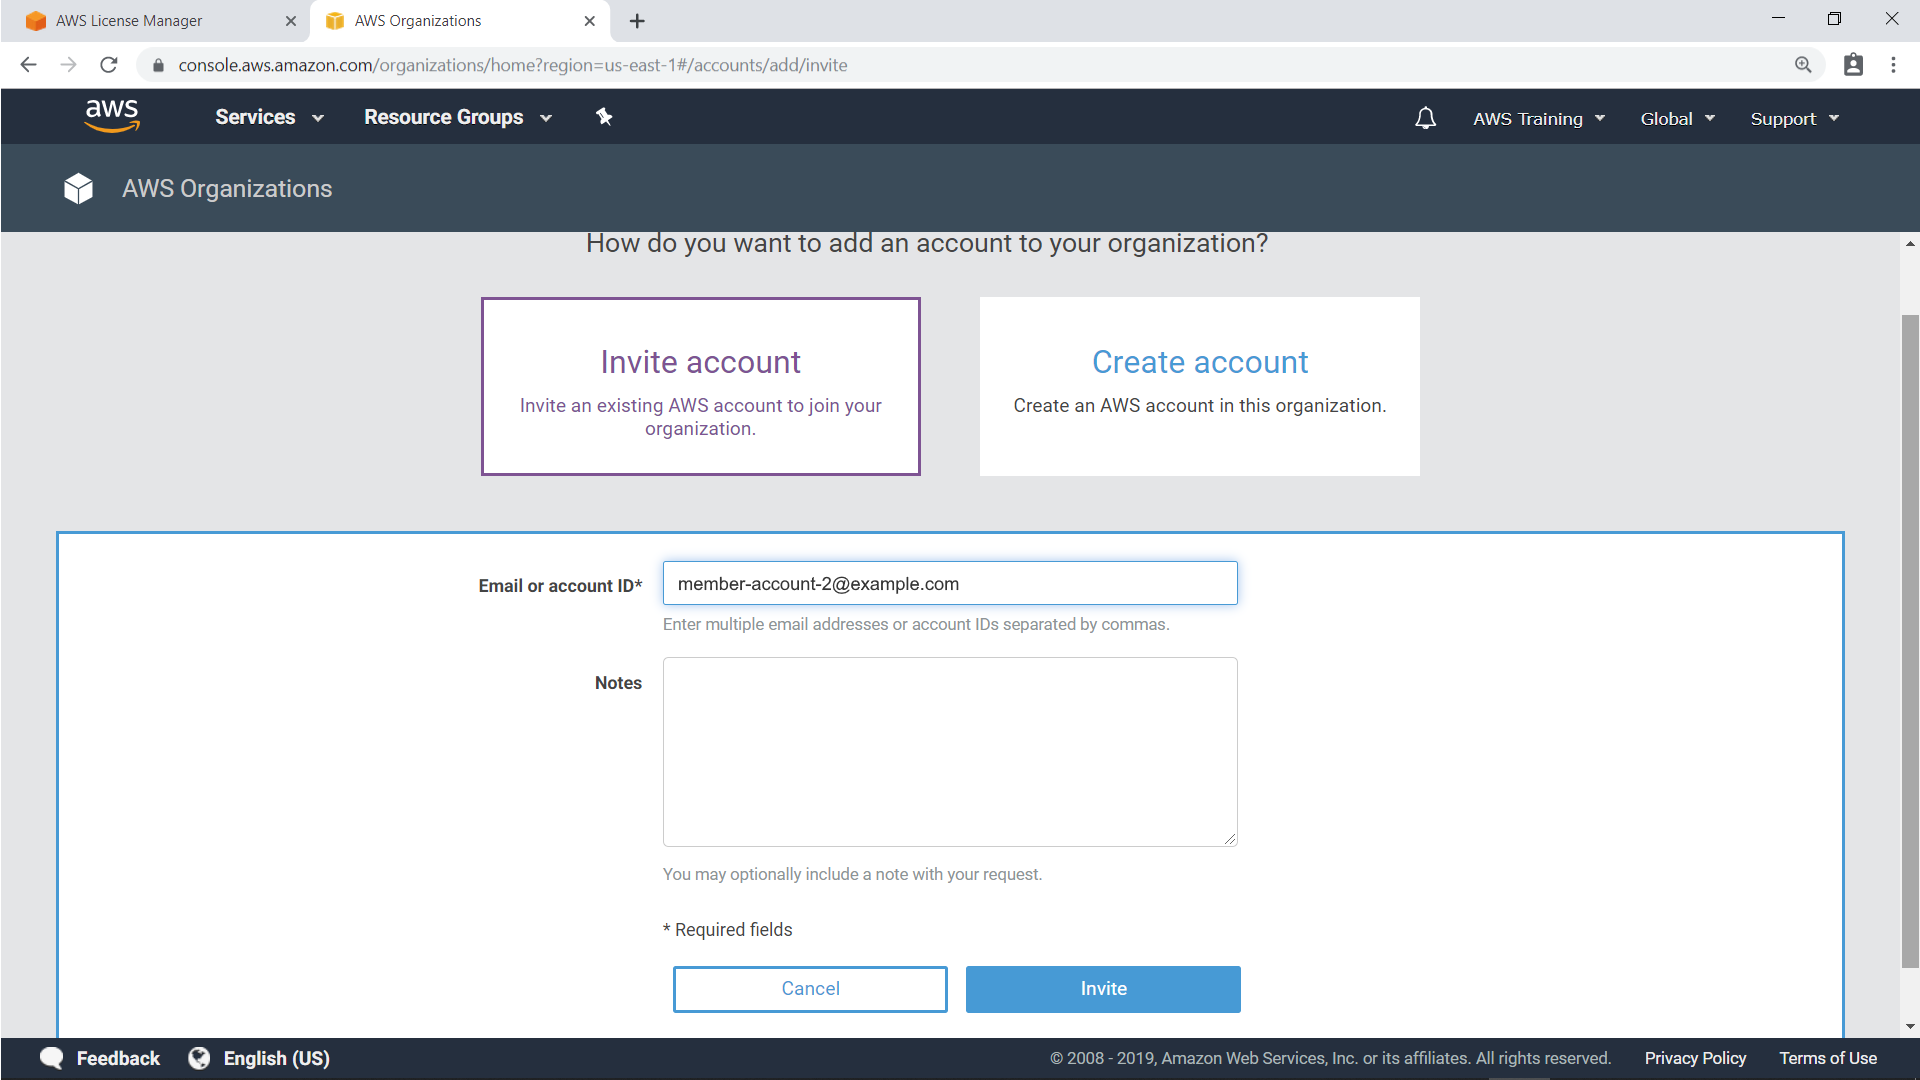 AWS License Manager
AWS Organizations
console.aws.amazon.com/organizations/home?region=us-east-1#/accounts/add/invite
aws
Services
Resource Groups
AWS Training
Global
Support
AWS Organizations
How do you want to add an account to your organization?
Invite account
Invite an existing AWS account to join your
organization.
Create account
Create an AWS account in this organization.
Email or account ID*
member-account-2@example.com
Enter multiple email addresses or account IDs separated by commas.
Notes
You may optionally include a note with your request.
* Required fields
Cancel
Invite
Feedback
English (US)
© 2008 - 2019, Amazon Web Services, Inc. or its affiliates. All rights reserved.
Privacy Policy
Terms of Use